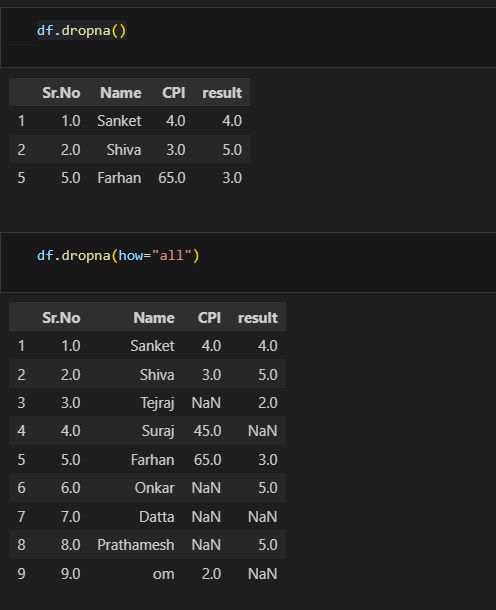 df.dropna()
Sr.No Name CPI result
1 1.0 Sanket 4.0 4.0
2 2.0 Shiva 3.0 5.0
5 5.0 Farhan 65.0 3.0
df.dropna(how="all")
Sr.No Name CPI result
1 1.0 Sanket 4.0 4.0
2 2.0 Shiva 3.0 5.0
3 3.0 Tejraj NaN 2.0
4 4.0 Suraj 45.0 NaN
5 5.0 Farhan 65.0 3.0
6 6.0 Onkar NaN 5.0
7 7.0 Datta NaN NaN
8 8.0 Prathamesh NaN 5.0
9 9.0 om 2.0 NaN